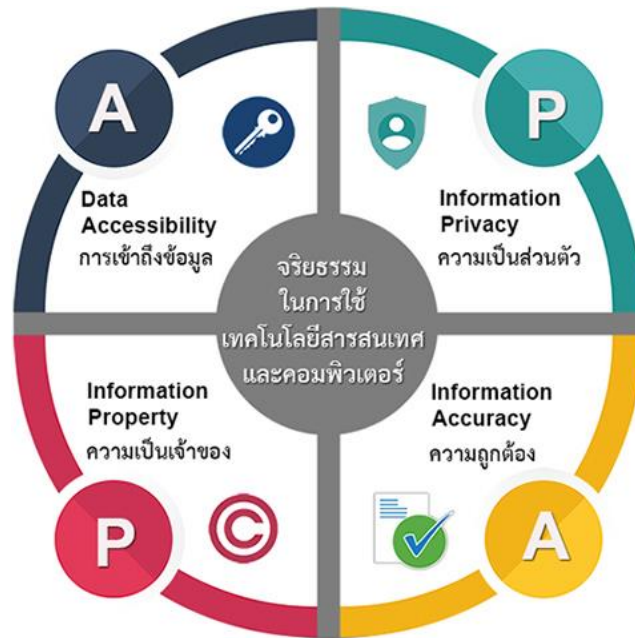 A
Data
Accessibility
การเข้าถึงข้อมูล
P
Information
Privacy
ความเป็นส่วนตัว
จริยธรรม
ในการใช้
เทคโนโลยีสารสนเทศ
และคอมพิวเตอร์
Information
Property
ความเป็นเจ้าของ
P
©
Information
Accuracy
ความถูกต้อง
A